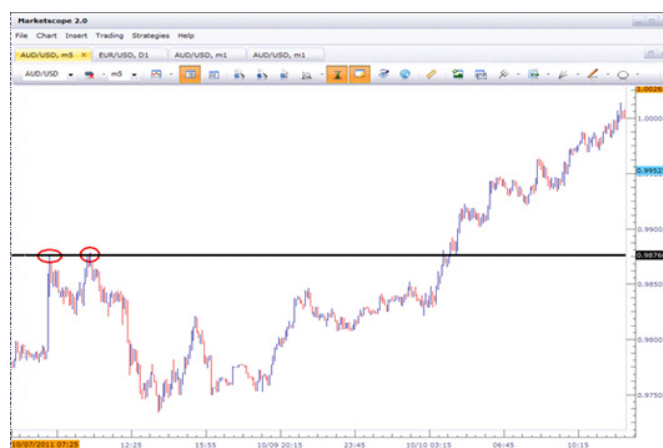 Marketscope 2.0
File Chart Insert Trading Strategies Help
AUD/USD, m5 × EUR/USD, D1 AUD/USD, m1 AUD/USD, m1
AUD/USD m5
1.0026
1.0000
0.9952
0.9900
0.9876
0.9850
0.9800
0.9750
10/07/2011 07:25 12:25 15:55 10/09 20:15 23:45 10/10 03:15 06:45 10:15